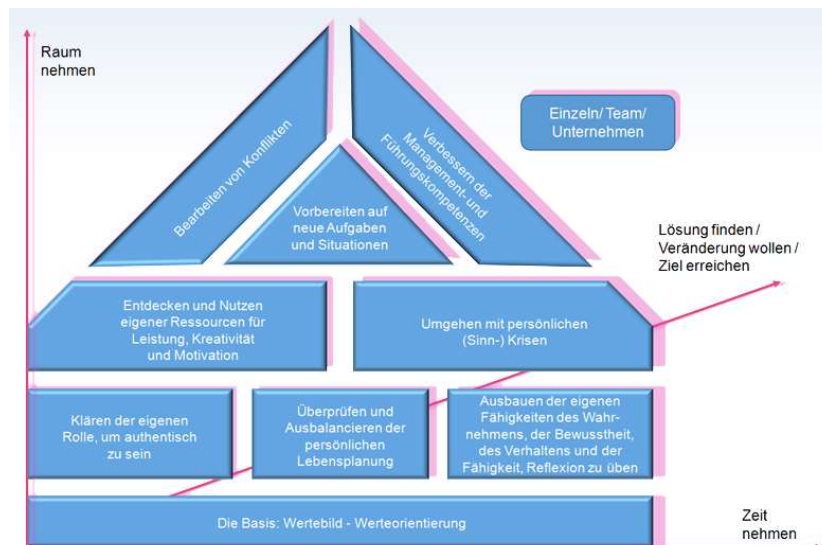 Raum
nehmen
Bearbeiten von Konflikten
Verbessern der
Management- und
Führungskompetenzen
Einzeln/ Team/
Unternehmen
Vorbereiten auf
neue Aufgaben
und Situationen
Lösung finden /
Veränderung wollen /
Ziel erreichen
Entdecken und Nutzen
eigener Ressourcen für
Leistung, Kreativität
und Motivation
Umgehen mit persönlichen
(Sinn-) Krisen
Klären der eigenen
Rolle, um authentisch
zu sein
Überprüfen und
Ausbalancieren der
persönlichen
Lebensplanung
Ausbauen der eigenen
Fähigkeiten des Wahr-
nehmens, der Bewusstheit,
des Verhaltens und der
Fähigkeit, Reflexion zu üben
Die Basis: Wertebild - Werteorientierung
Zeit
nehmen